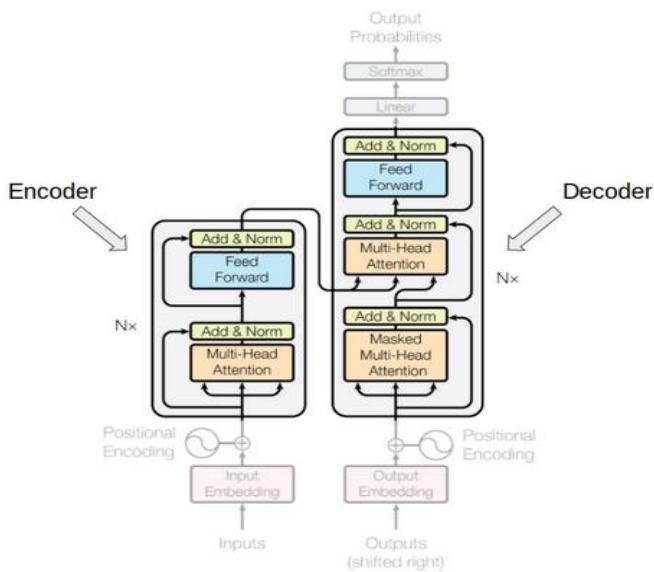 Output
Probabilities
Softmax
Linear
Add & Norm
Feed
Forward
Add & Norm
Multi-Head
Attention
Add & Norm
Masked
Multi-Head
Attention
Decoder
N×
Encoder
Add & Norm
Feed
Forward
Add & Norm
Multi-Head
Attention
N×
Positional
Encoding
Input
Embedding
Inputs
Positional
Encoding
Output
Embedding
Outputs
(shifted right)